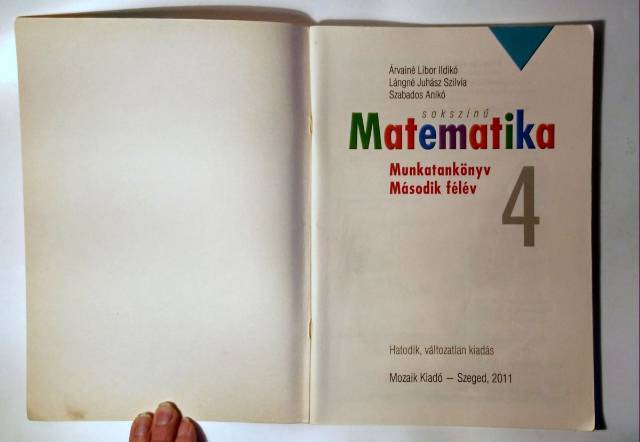 Árvainé Libor Ildikó
Lángné Juhász Szilvia
Szabados Anikó
sokszínű
Matematika
Munkatankönyv
Második félév
4
Hatodik, változatlan kiadás
Mozaik Kiadó – Szeged, 2011